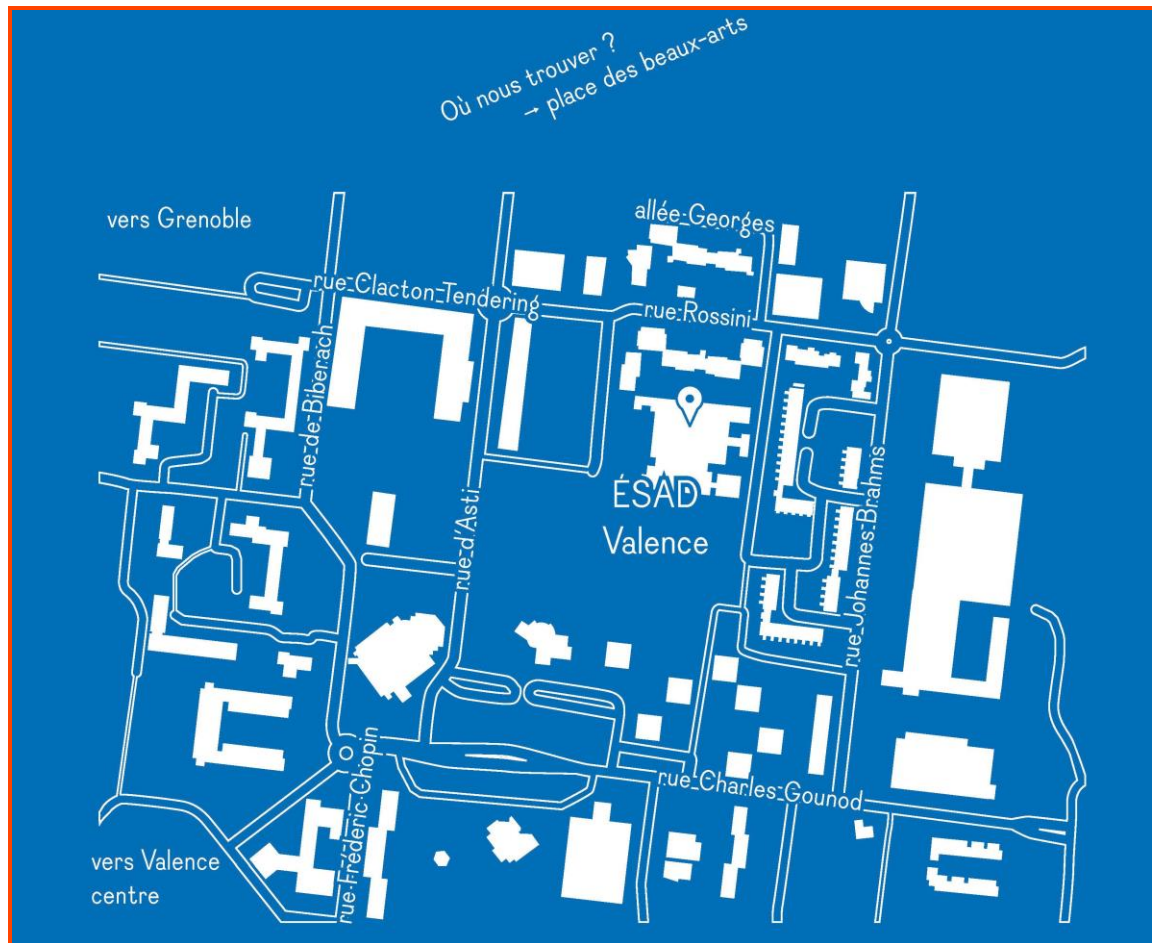 Où nous trouver ?
→ place des beaux-arts
vers Grenoble
allée Georges
rue Clacton Tendering
rue Rossini
rue de Biberach
rue d'Asti
ÉSAD
Valence
rue Johannes Brahms
rue Charles Gounod
rue Frédéric Chopin
vers Valence
centre